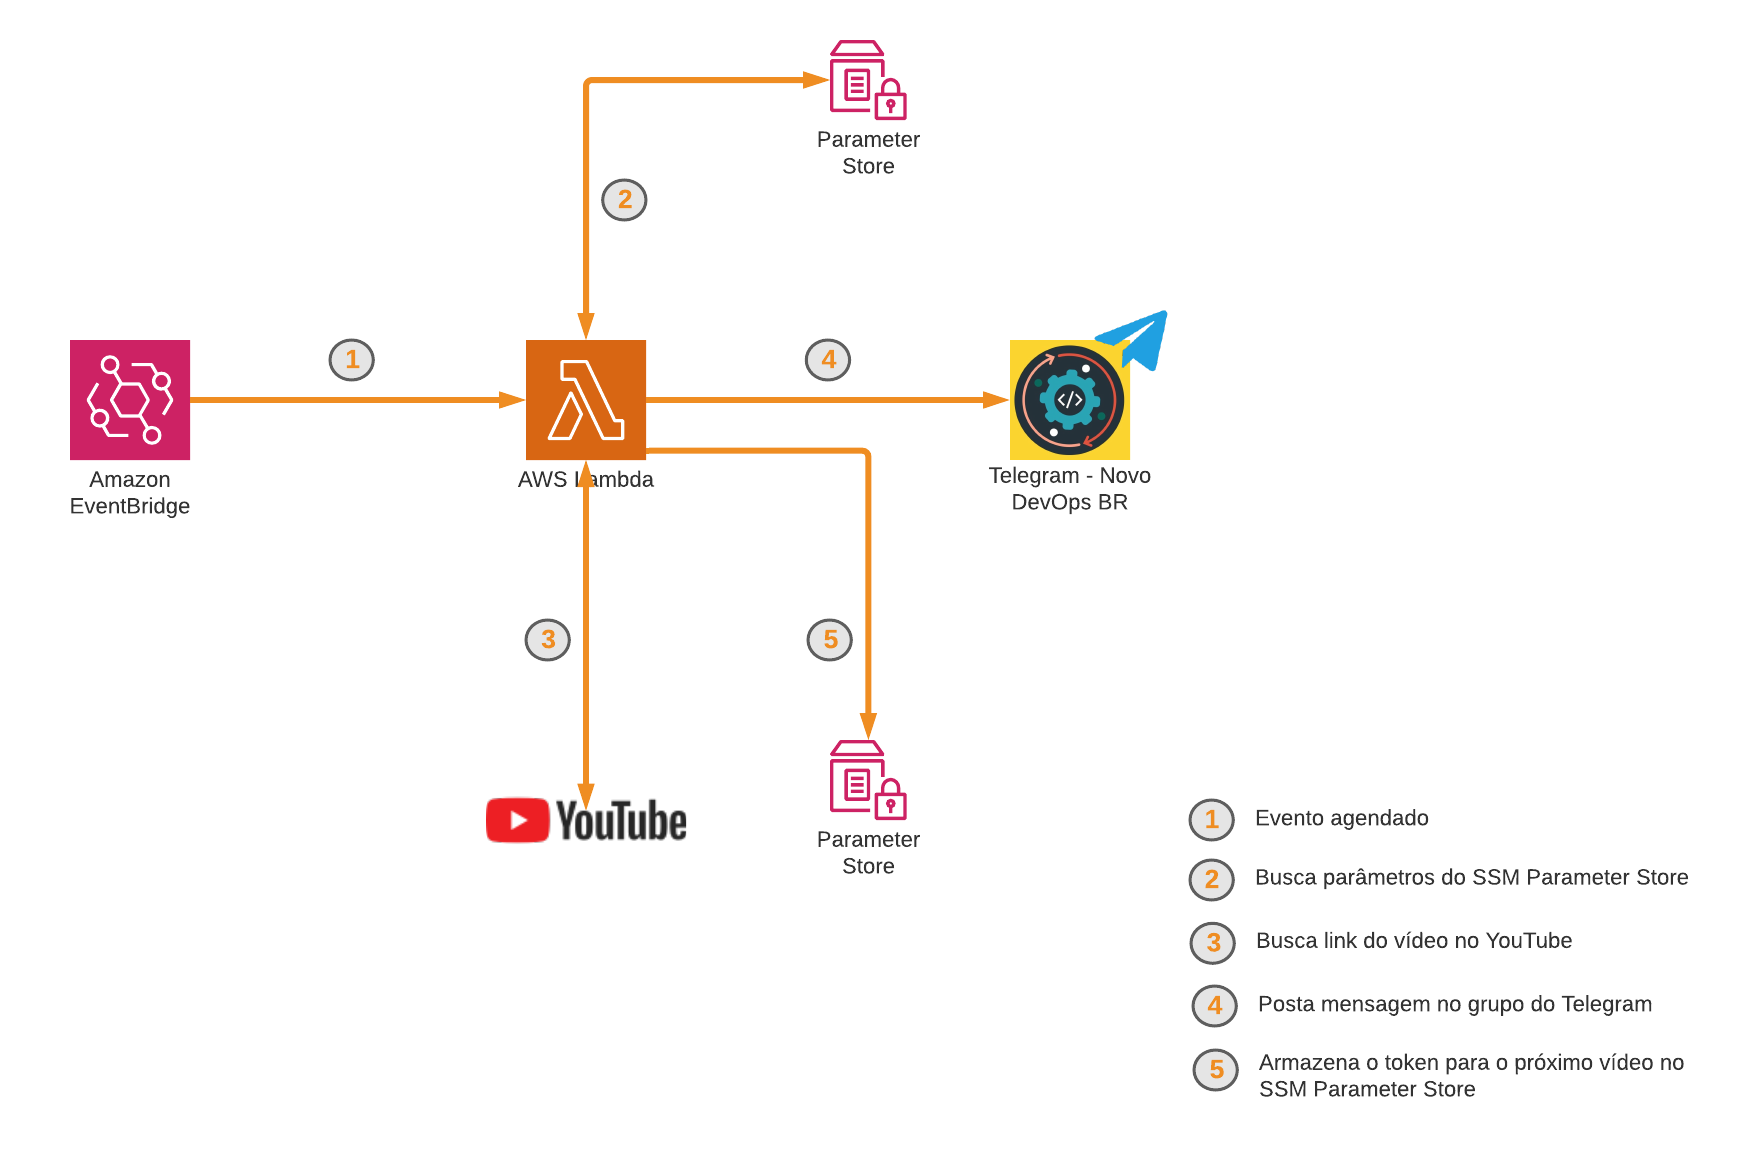 Parameter
Store
2
1
4
Amazon
EventBridge
AWS Lambda
Telegram - Novo
DevOps BR
3
5
YouTube
Parameter
Store
1 Evento agendado
2 Busca parâmetros do SSM Parameter Store
3 Busca link do vídeo no YouTube
4 Posta mensagem no grupo do Telegram
5 Armazena o token para o próximo vídeo no
SSM Parameter Store